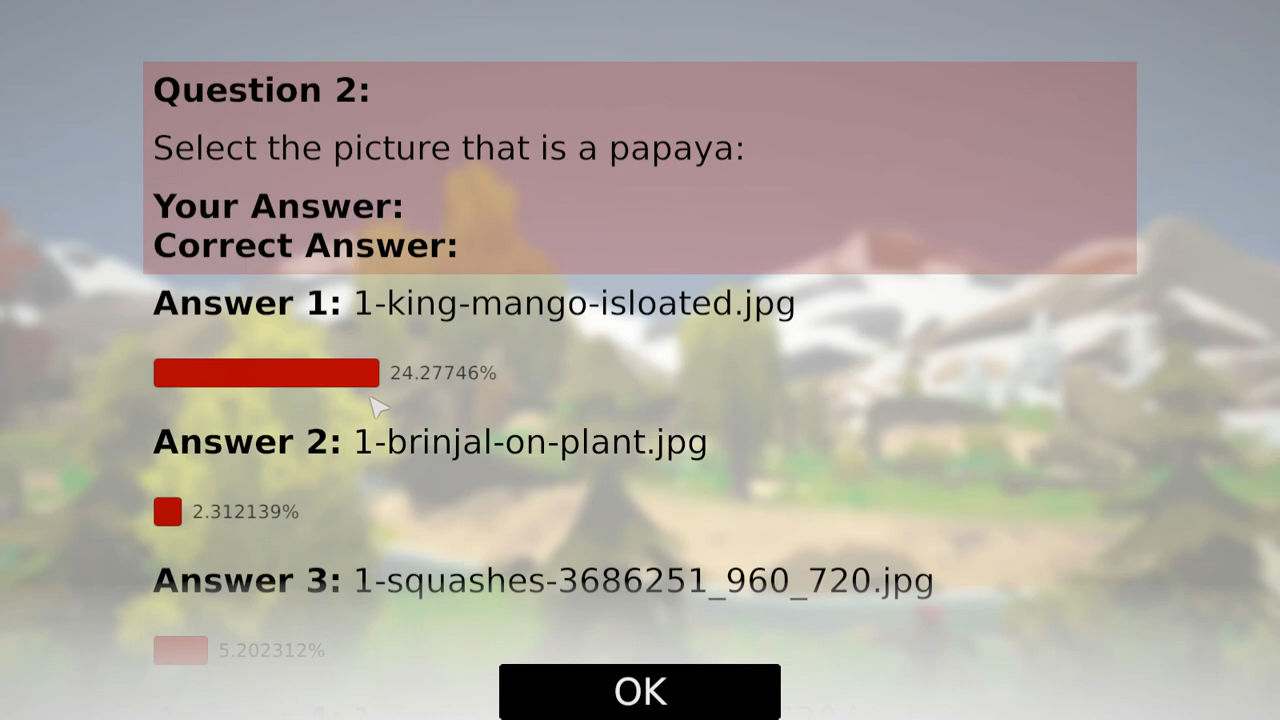 Question 2:
Select the picture that is a papaya:
Your Answer:
Correct Answer:
Answer 1: 1-king-mango-isloated.jpg
24.27746%
Answer 2: 1-brinjal-on-plant.jpg
2.312139%
Answer 3: 1-squashes-3686251_960_720.jpg
5.202312%
OK